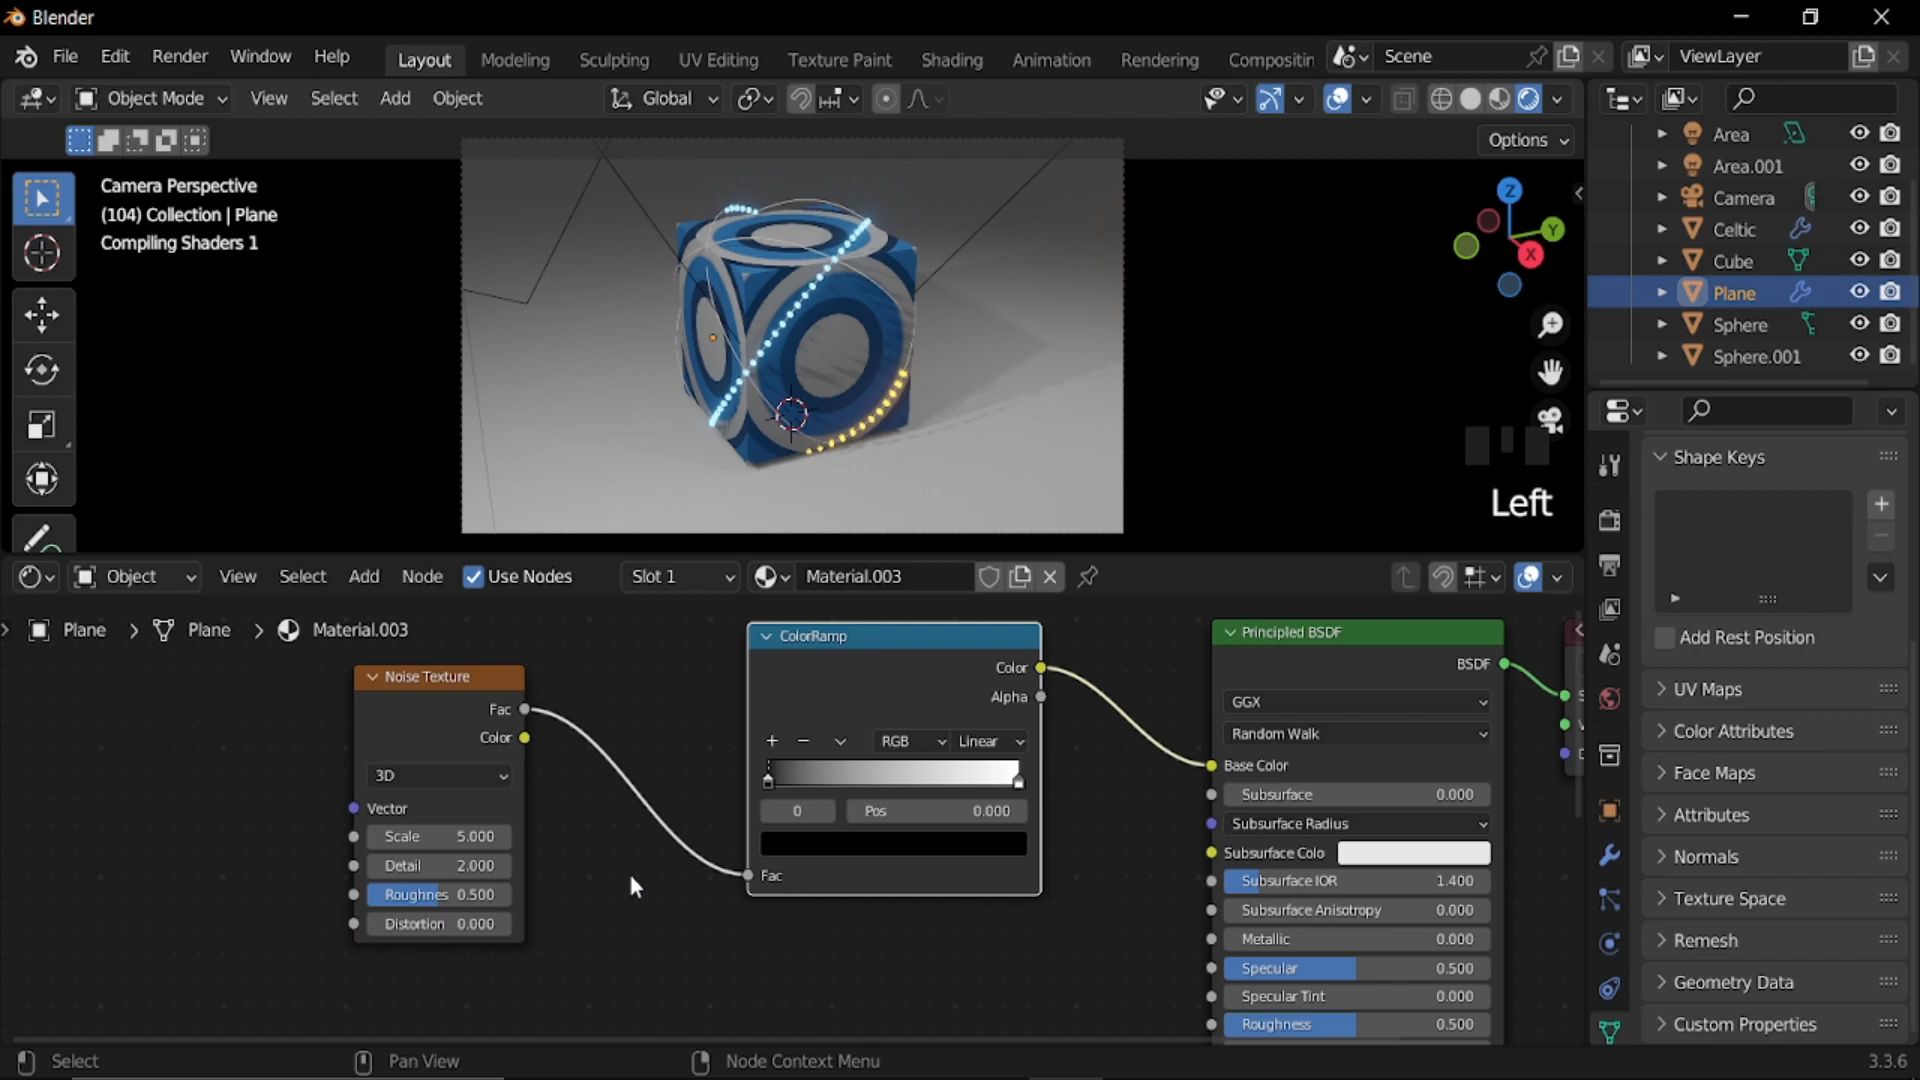 Blender
File Edit Render Window Help Layout Modeling Sculpting UV Editing Texture Paint Shading Animation Rendering Compositin Scene ViewLayer
Object Mode View Select Add Object Global
Options
Camera Perspective
(104) Collection | Plane
Compiling Shaders 1
Z
Y
X
Left
Area
Area.001
Camera
Celtic
Cube
Plane
Sphere
Sphere.001
Shape Keys
Add Rest Position
UV Maps
Color Attributes
Face Maps
Attributes
Normals
Texture Space
Remesh
Geometry Data
Custom Properties
Object View Select Add Node Use Nodes Slot 1 Material.003
Plane Plane Material.003
Noise Texture
Fac
Color
3D
Vector
Scale 5.000
Detail 2.000
Roughnes 0.500
Distortion 0.000
ColorRamp
Color
Alpha
RGB Linear
0 Pos 0.000
Fac
Principled BSDF
BSDF
GGX
Random Walk
Base Color
Subsurface 0.000
Subsurface Radius
Subsurface Colo
Subsurface IOR 1.400
Subsurface Anisotropy 0.000
Metallic 0.000
Specular 0.500
Specular Tint 0.000
Roughness 0.500
Select Pan View Node Context Menu 3.3.6